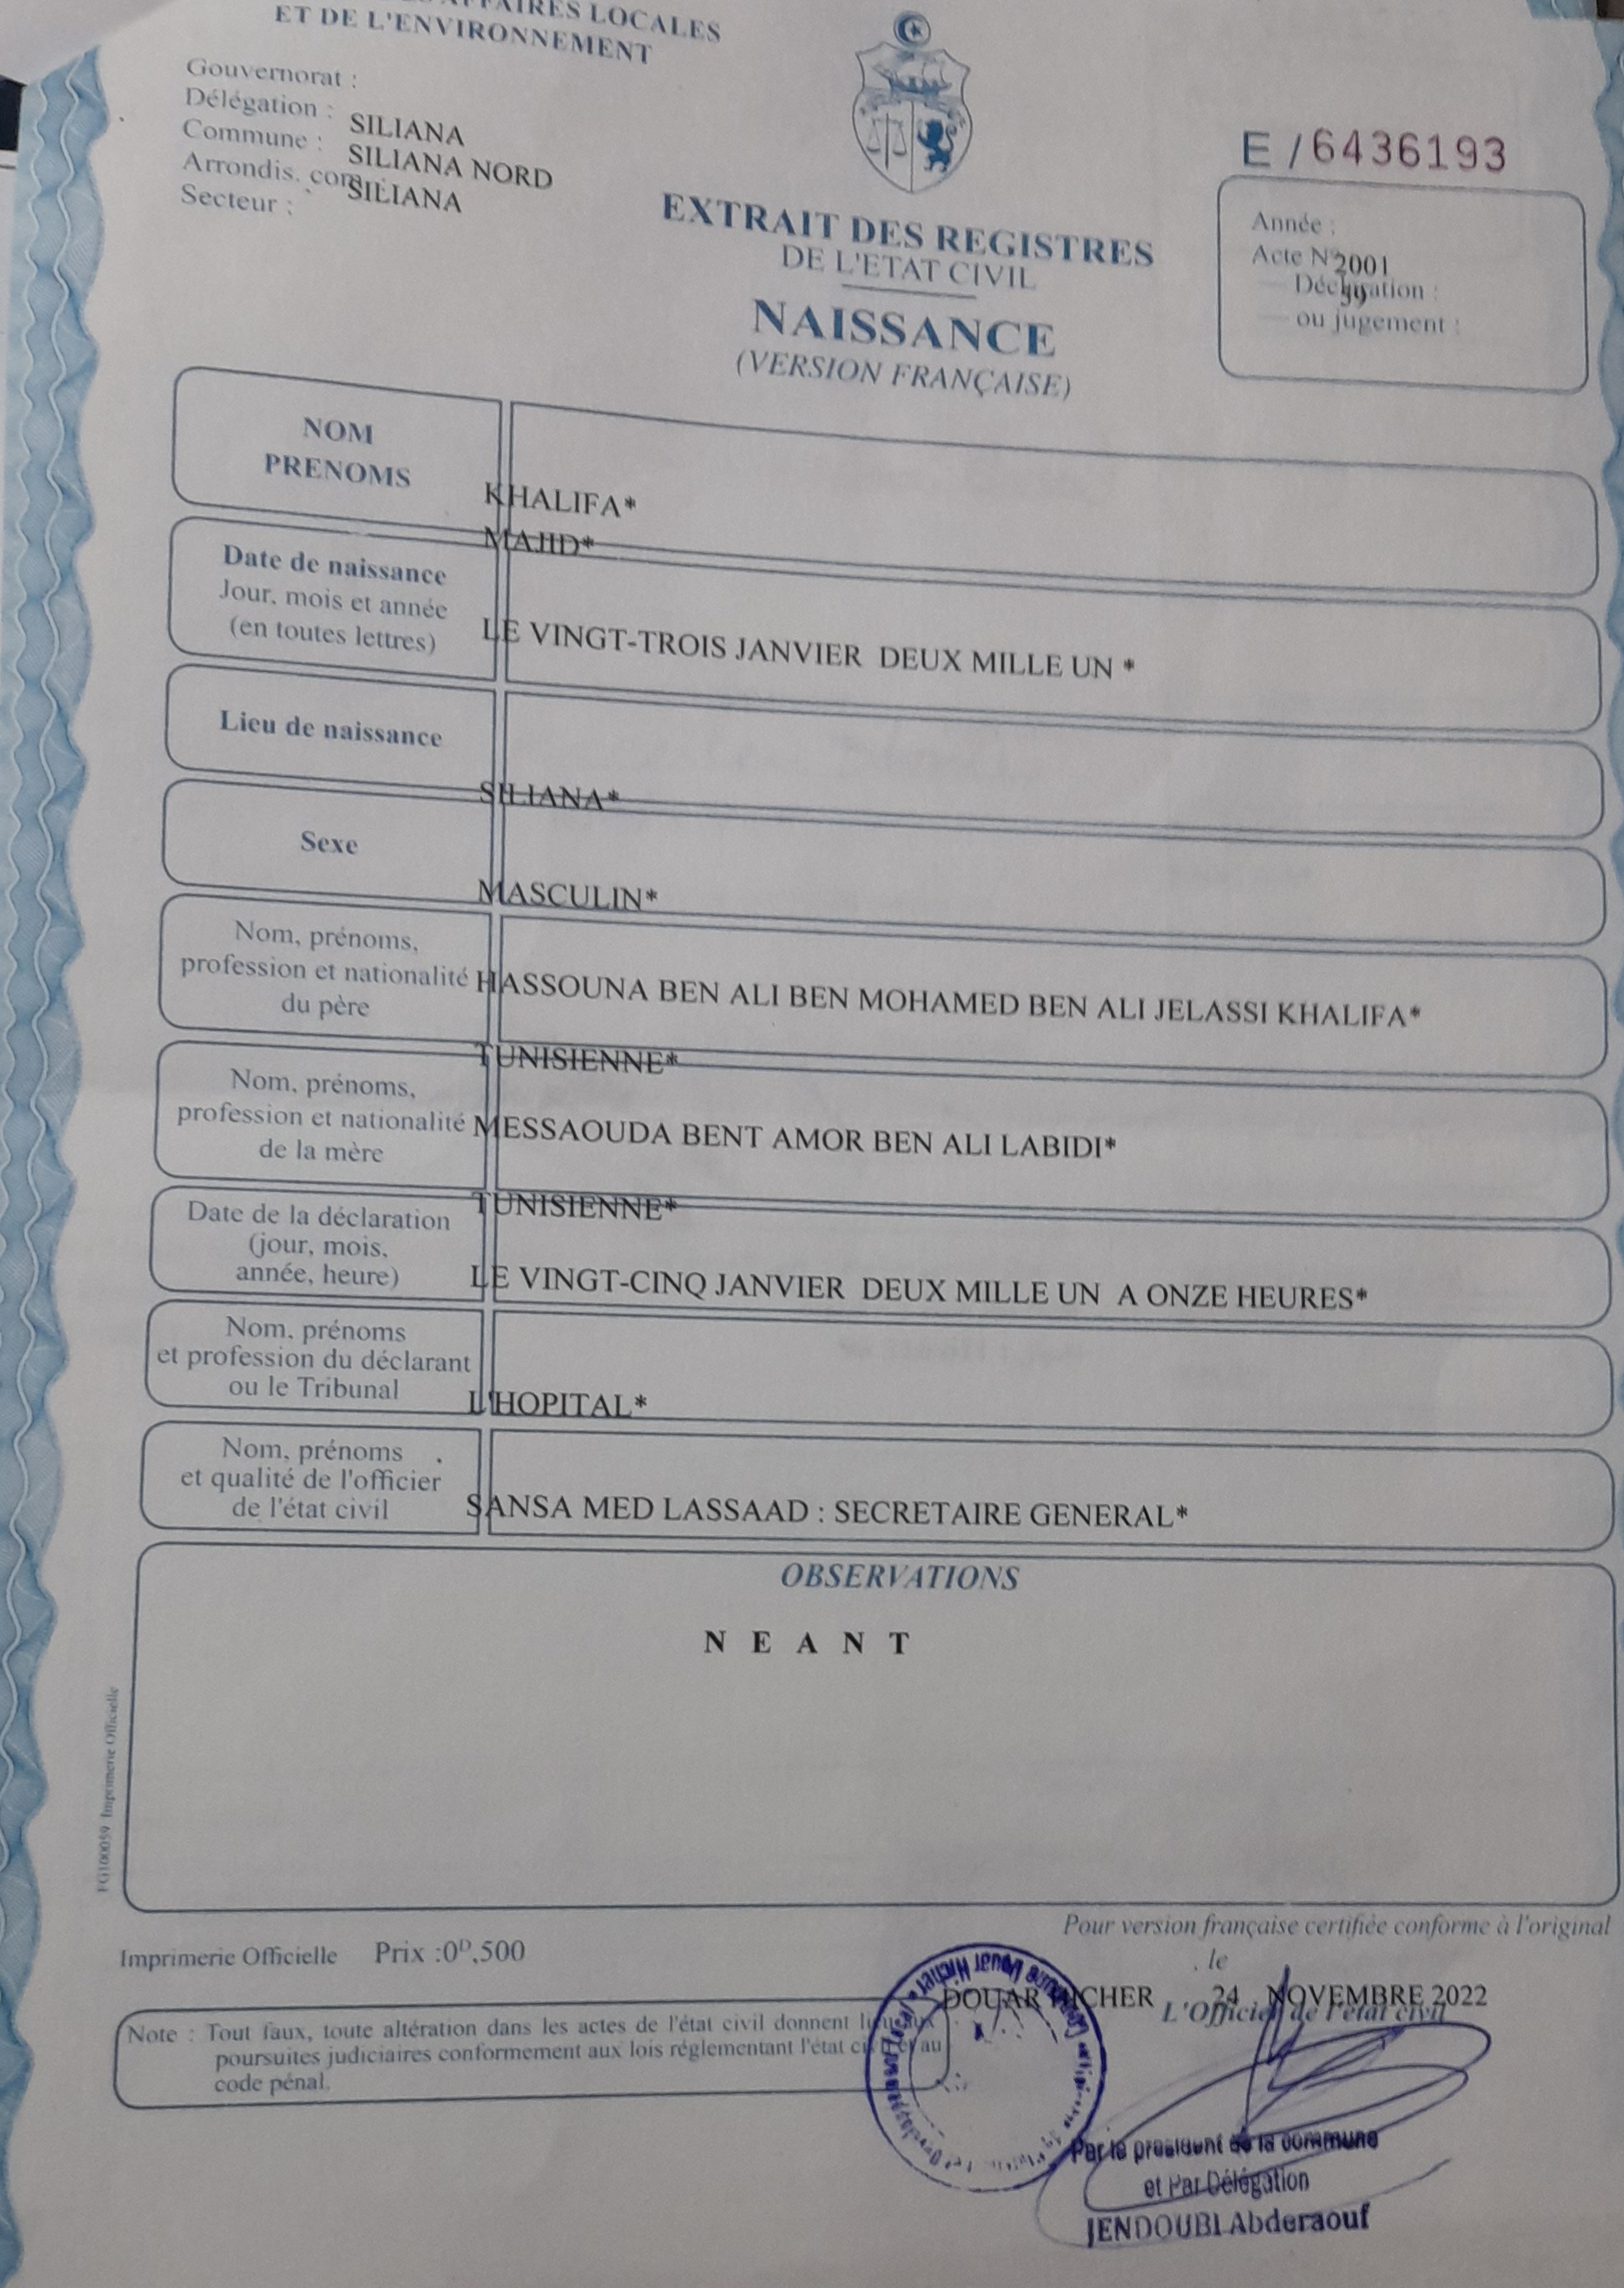 AFFAIRES LOCALES
ET DE L'ENVIRONNEMENT
Gouvernorat :
Délégation : SILIANA
Commune : SILIANA NORD
Arrondis. com. : SILIANA
Secteur :
E / 6436193
Année :
Acte N° 2001
Déclaration : 59
ou jugement :
EXTRAIT DES REGISTRES
DE L'ETAT CIVIL
NAISSANCE
(VERSION FRANÇAISE)
NOM
PRENOMS
KHALIFA*
MAJID*
Date de naissance
Jour, mois et année
(en toutes lettres)
LE VINGT-TROIS JANVIER DEUX MILLE UN *
Lieu de naissance
SILIANA*
Sexe
MASCULIN*
Nom, prénoms,
profession et nationalité
du père
HASSOUNA BEN ALI BEN MOHAMED BEN ALI JELASSI KHALIFA*
TUNISIENNE*
Nom, prénoms,
profession et nationalité
de la mère
MESSAOUDA BENT AMOR BEN ALI LABIDI*
TUNISIENNE*
Date de la déclaration
(jour, mois,
année, heure)
LE VINGT-CINQ JANVIER DEUX MILLE UN A ONZE HEURES*
Nom, prénoms
et profession du déclarant
ou le Tribunal
L'HOPITAL*
Nom, prénoms
et qualité de l'officier
de l'état civil
SANSA MED LASSAAD : SECRETAIRE GENERAL*
OBSERVATIONS
N E A N T
FG100059 Imprimerie Officielle
Pour version française certifiée conforme à l'original
Imprimerie Officielle Prix :0ᴰ,500
, le
DOUAR HICHER 24 NOVEMBRE 2022
L'Officier de l'état civil
Note : Tout faux, toute altération dans les actes de l'état civil donnent lieu aux
poursuites judiciaires conformement aux lois réglementant l'état civil et au
code pénal.
Commune Douar Hicher
Par le president de la commune
et Par Délégation
JENDOUBI Abderaouf